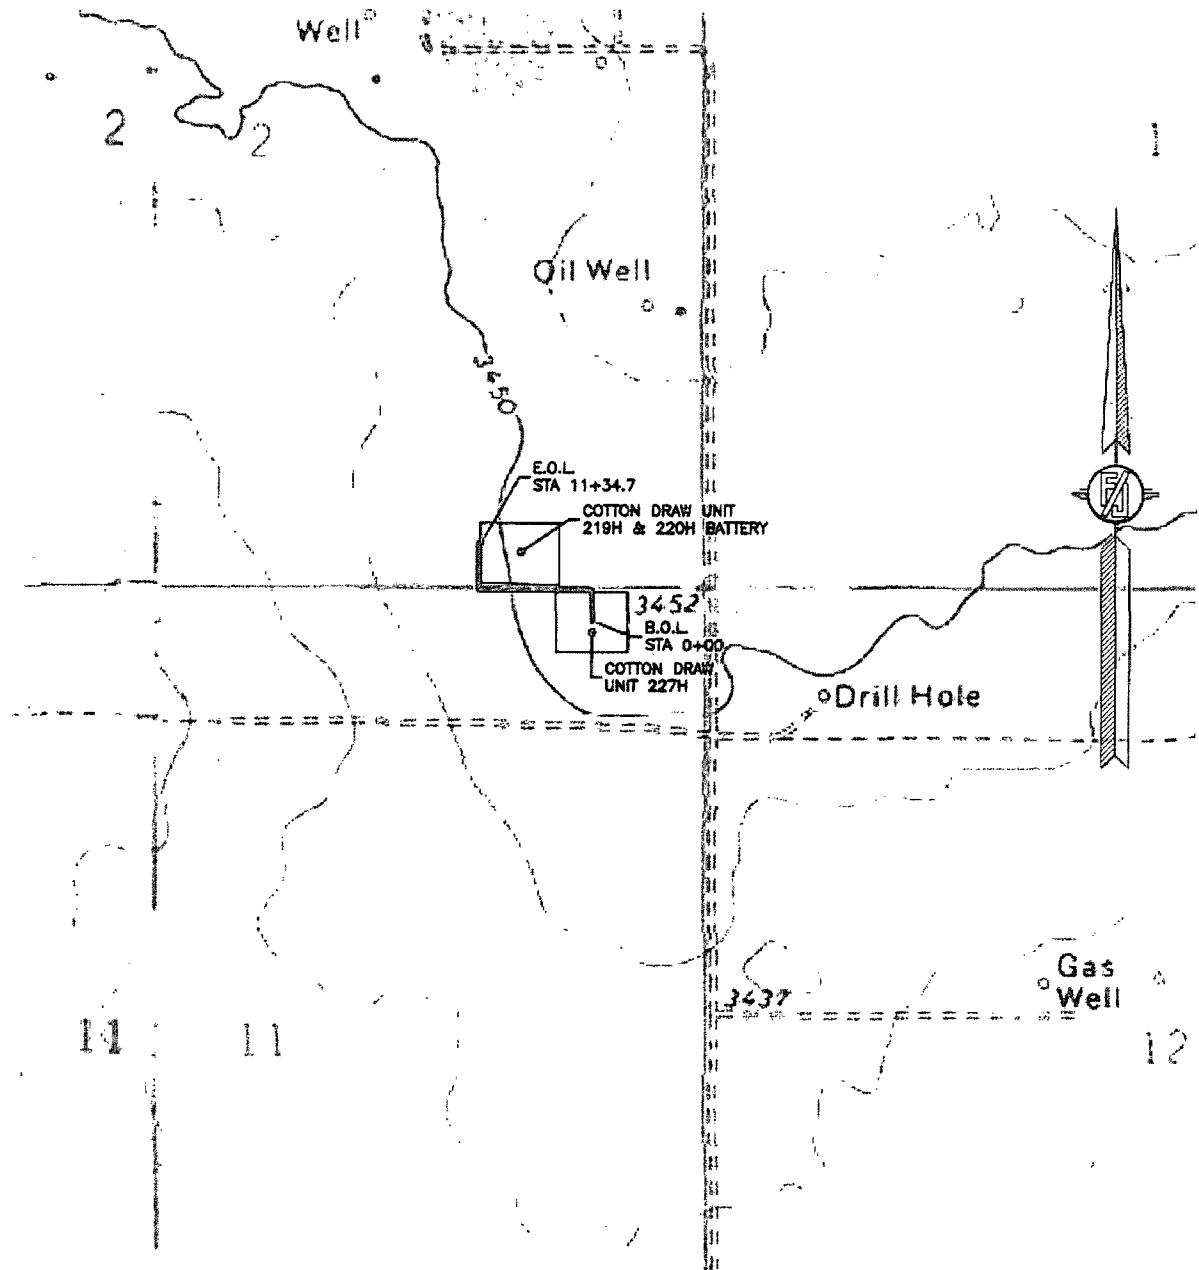 Well
2
2
1
Oil Well
3450
E.O.L.
STA 11+34.7
COTTON DRAW UNIT
219H & 220H BATTERY
3452
B.O.L.
STA 0+00
COTTON DRAW
UNIT 227H
Drill Hole
Gas
Well
3437
11
11
12